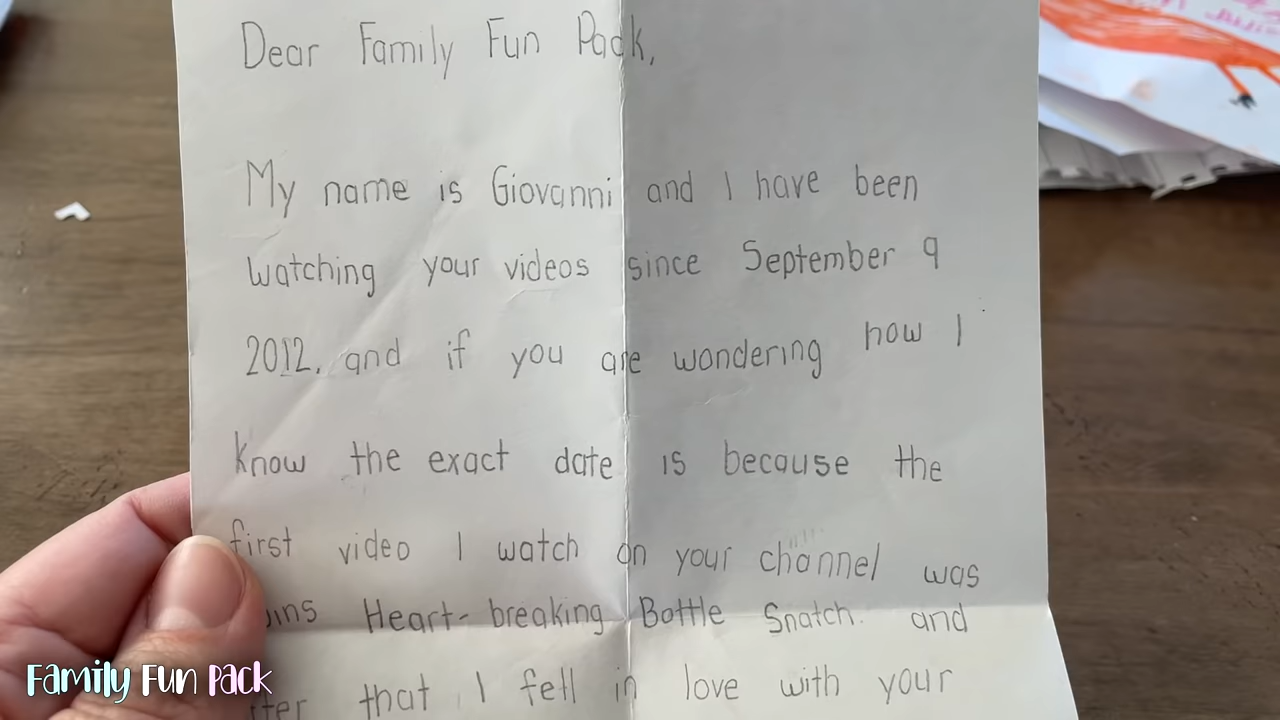 Dear Family Fun Pack,
My name is Giovanni and I have been
watching your videos since September 9
2012, and if you are wondering how I
know the exact date is because the
first video I watch on your channel was
Heart-breaking Bottle Snatch. and
that I fell in love with your
Family Fun Pack